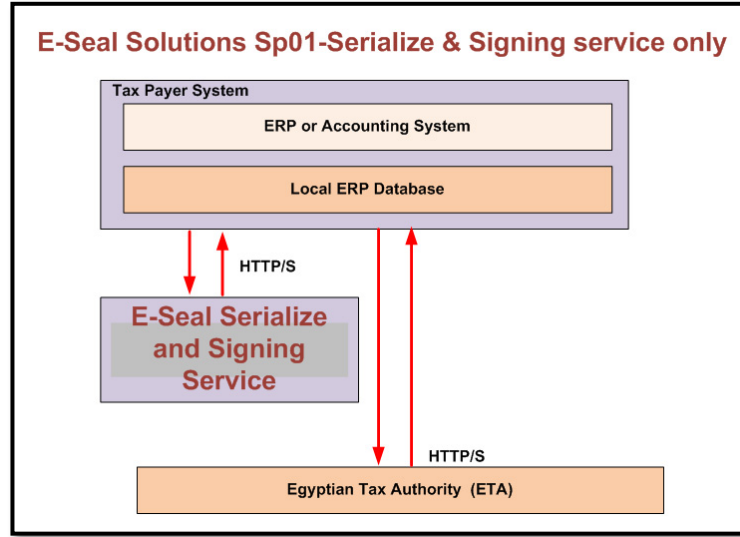 E-Seal Solutions Sp01-Serialize & Signing service only
Tax Payer System
ERP or Accounting System
Local ERP Database
HTTP/S
E-Seal Serialize
and Signing
Service
HTTP/S
Egyptian Tax Authority (ETA)